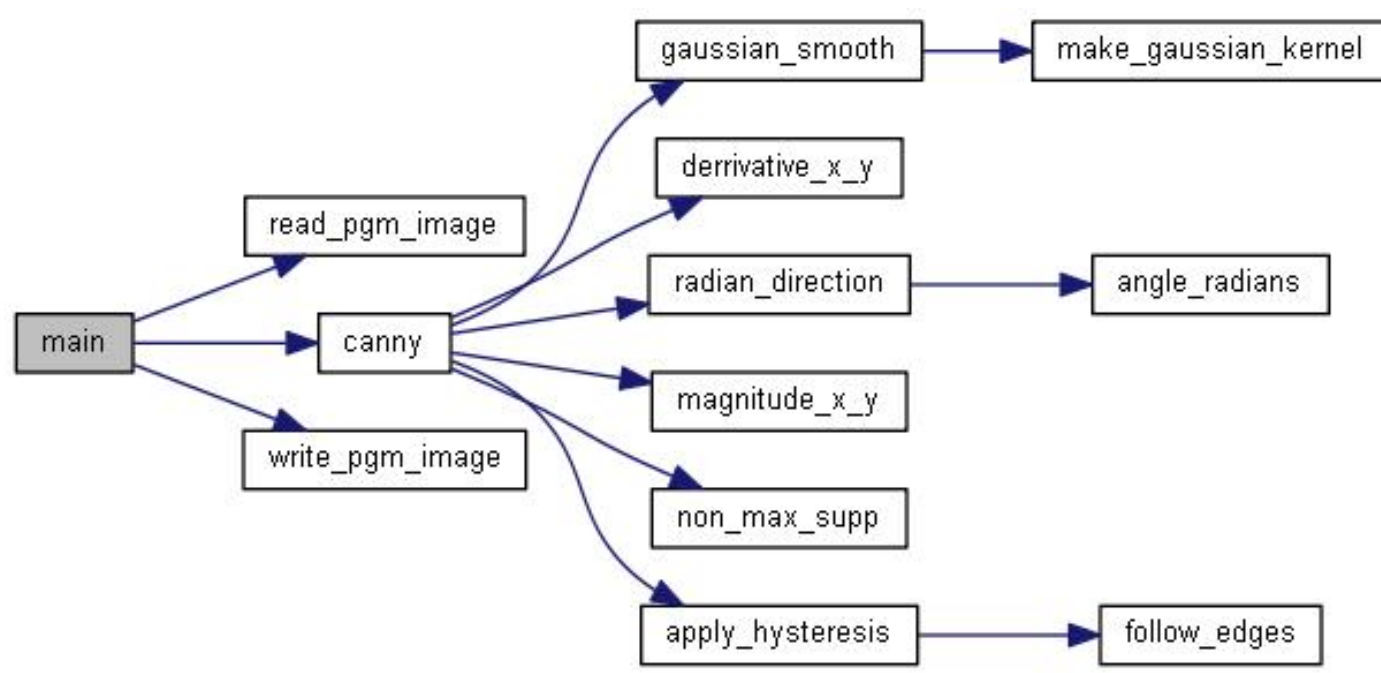 main
read_pgm_image
canny
write_pgm_image
gaussian_smooth
derrivative_x_y
radian_direction
magnitude_x_y
non_max_supp
apply_hysteresis
make_gaussian_kernel
angle_radians
follow_edges